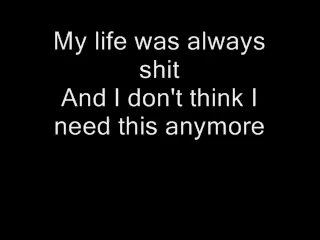 My life was always
shit
And I don't think I
need this anymore